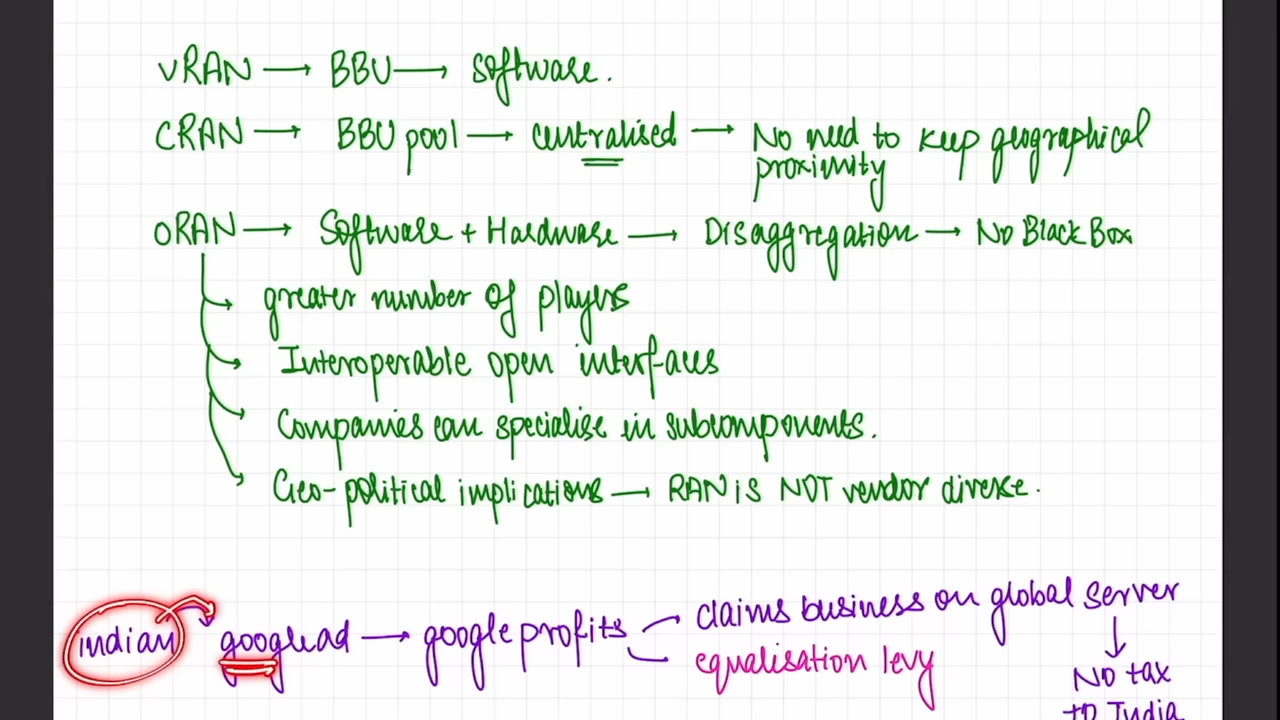 vRAN → BBU → software.
CRAN → BBU pool → centralised → No need to keep geographical
proximity
ORAN → Software + Hardware → Disaggregation → No Black Box
greater number of players
Interoperable open interfaces
Companies can specialise in subcomponents.
Geo-political implications → RAN is NOT vendor diverse.
indian google ad → google profits claims business on global server
equalisation levy
No tax
to India